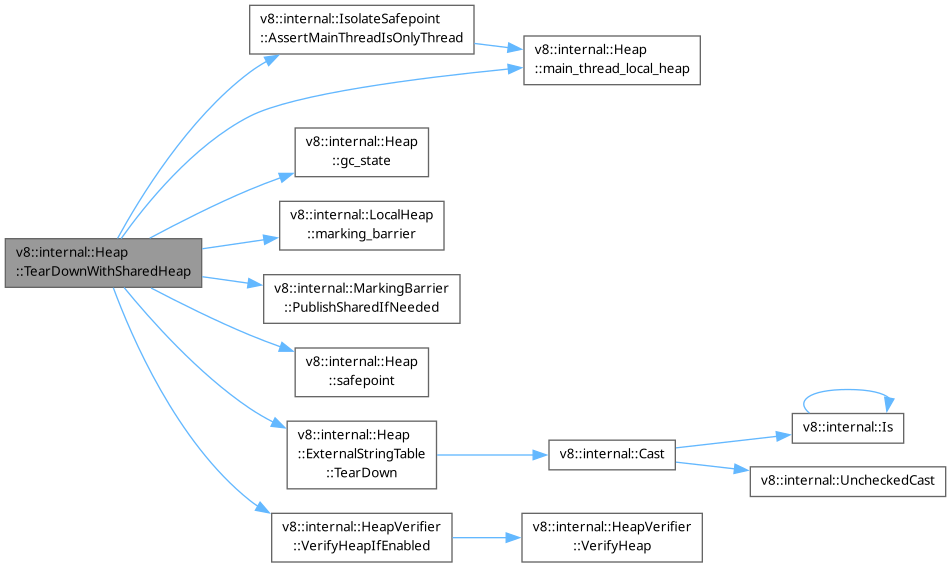 v8::internal::IsolateSafepoint
::AssertMainThreadIsOnlyThread
v8::internal::Heap
::main_thread_local_heap
v8::internal::Heap
::gc_state
v8::internal::LocalHeap
::marking_barrier
v8::internal::Heap
::TearDownWithSharedHeap
v8::internal::MarkingBarrier
::PublishSharedIfNeeded
v8::internal::Heap
::safepoint
v8::internal::Heap
::ExternalStringTable
::TearDown
v8::internal::Cast
v8::internal::Is
v8::internal::UncheckedCast
v8::internal::HeapVerifier
::VerifyHeapIfEnabled
v8::internal::HeapVerifier
::VerifyHeap